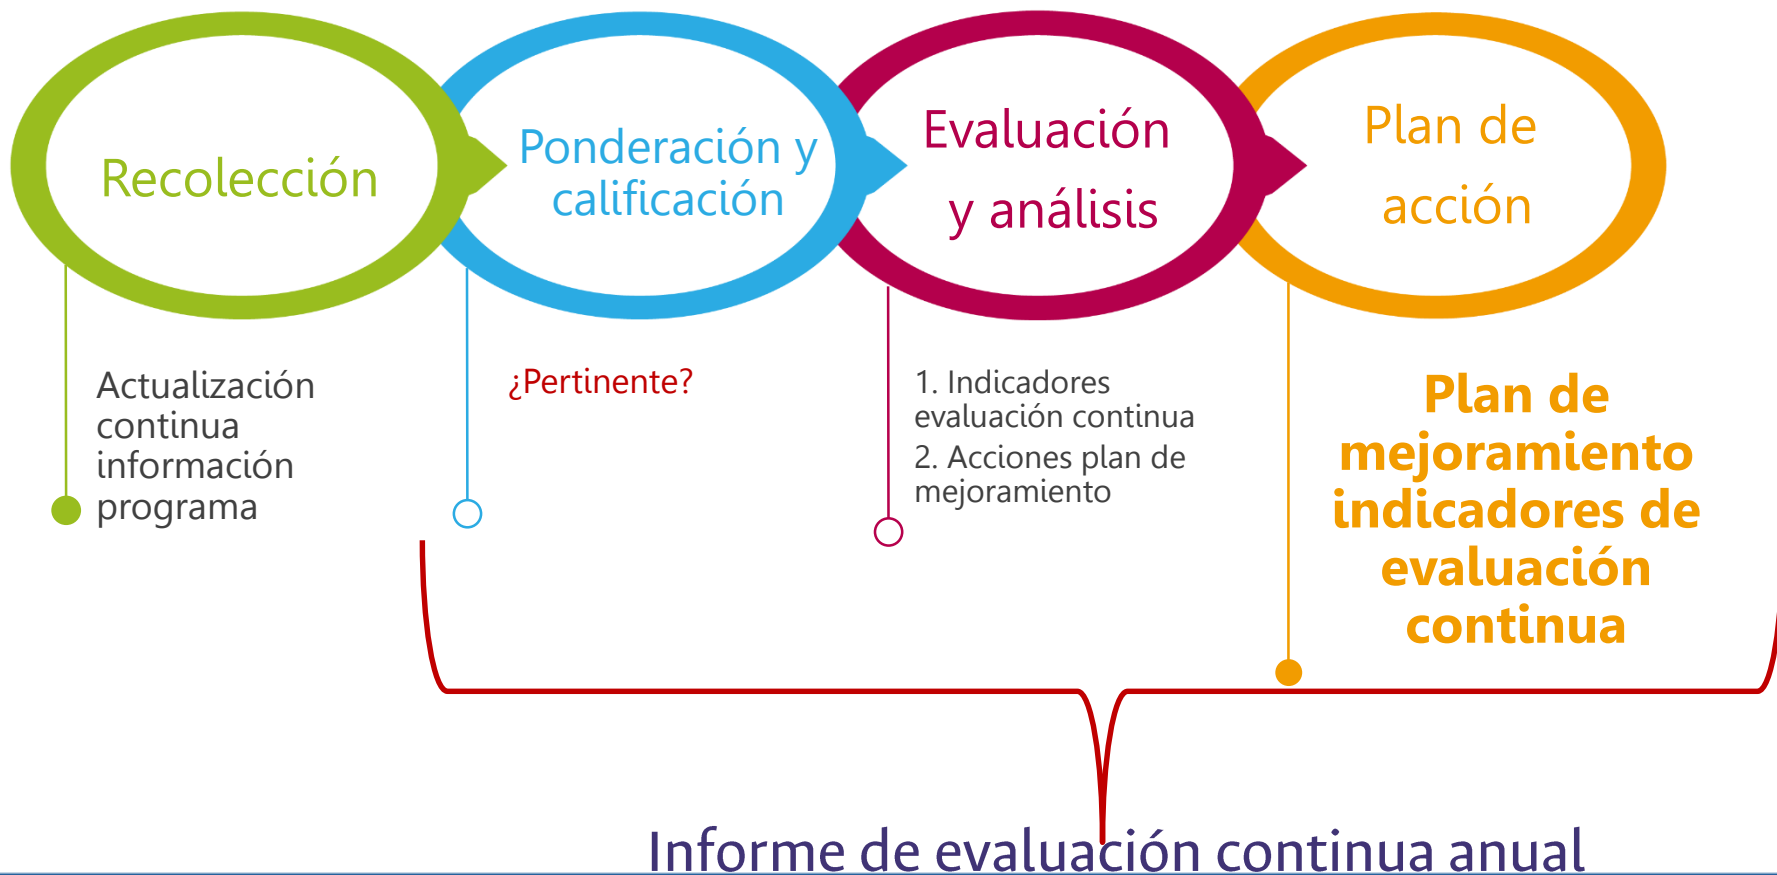 Recolección
Ponderación y
calificación
Evaluación
y análisis
Plan de
acción
Actualización
continua
información
programa
¿Pertinente?
1. Indicadores
evaluación continua
2. Acciones plan de
mejoramiento
Plan de
mejoramiento
indicadores de
evaluación
continua
Informe de evaluación continua anual